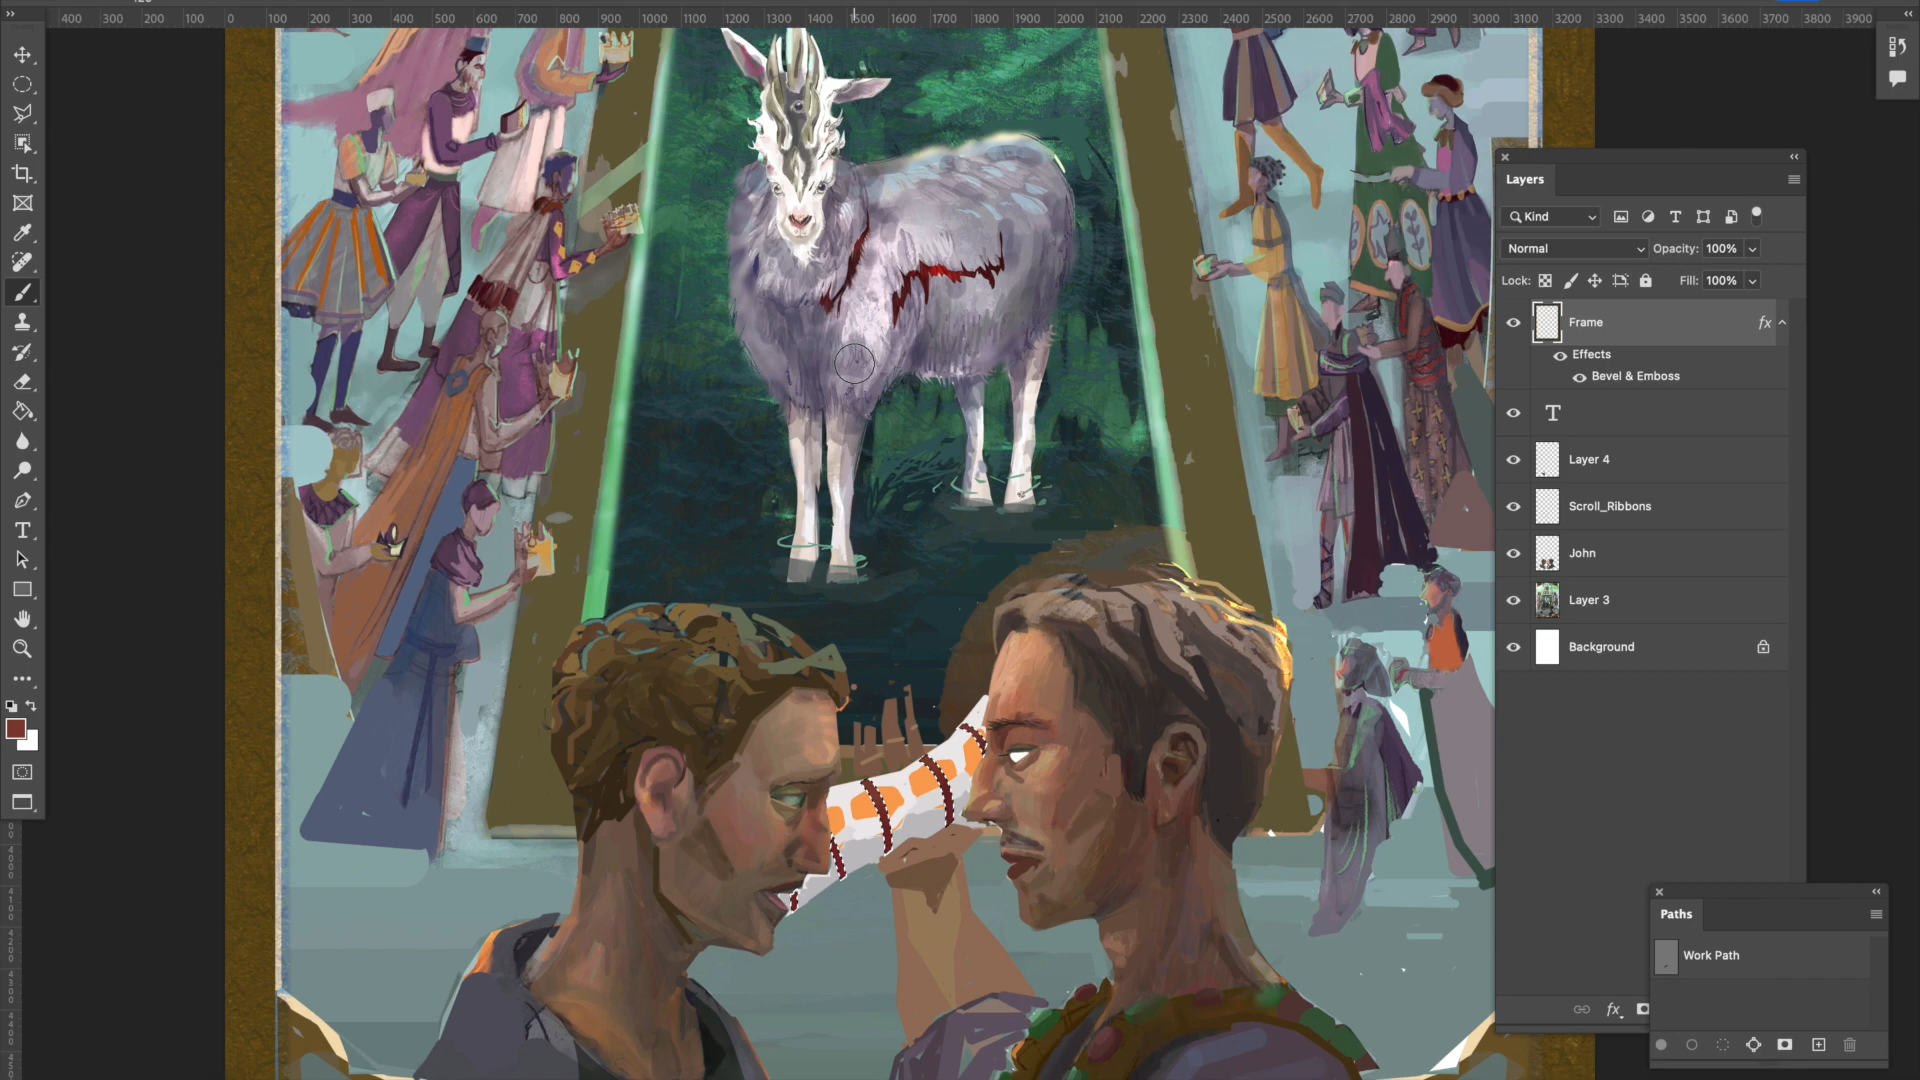 400 300 200 100 0 100 200 300 400 500 600 700 800 900 1000 1100 1200 1300 1400 1500 1600 1700 1800 1900 2000 2100 2200 2300 2400 2500 2600 2700 2800 2900 3000 3100 3200 3300 3400 3500 3600 3700 3800 3900
Layers
Kind
Normal
Opacity: 100%
Lock:
Fill: 100%
Frame
fx
Effects
Bevel & Emboss
T
Layer 4
Scroll_Ribbons
John
Layer 3
Background
fx
Paths
Work Path